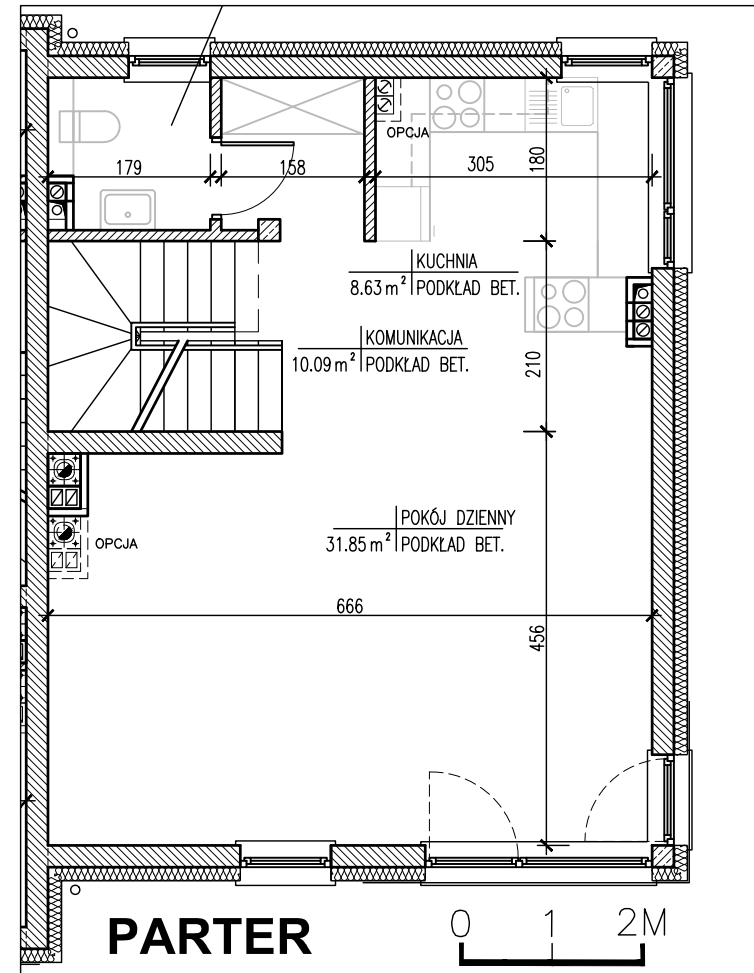 OPCJA
179
158
305
180
KUCHNIA
8.63 m² PODKŁAD BET.
KOMUNIKACJA
10.09 m² PODKŁAD BET.
210
POKÓJ DZIENNY
31.85 m² PODKŁAD BET.
OPCJA
666
456
PARTER
0 1 2M